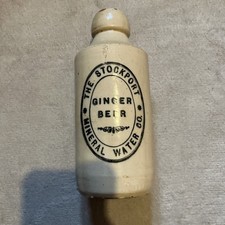 THE STOCKPORT
GINGER
BEER
MINERAL WATER CO.